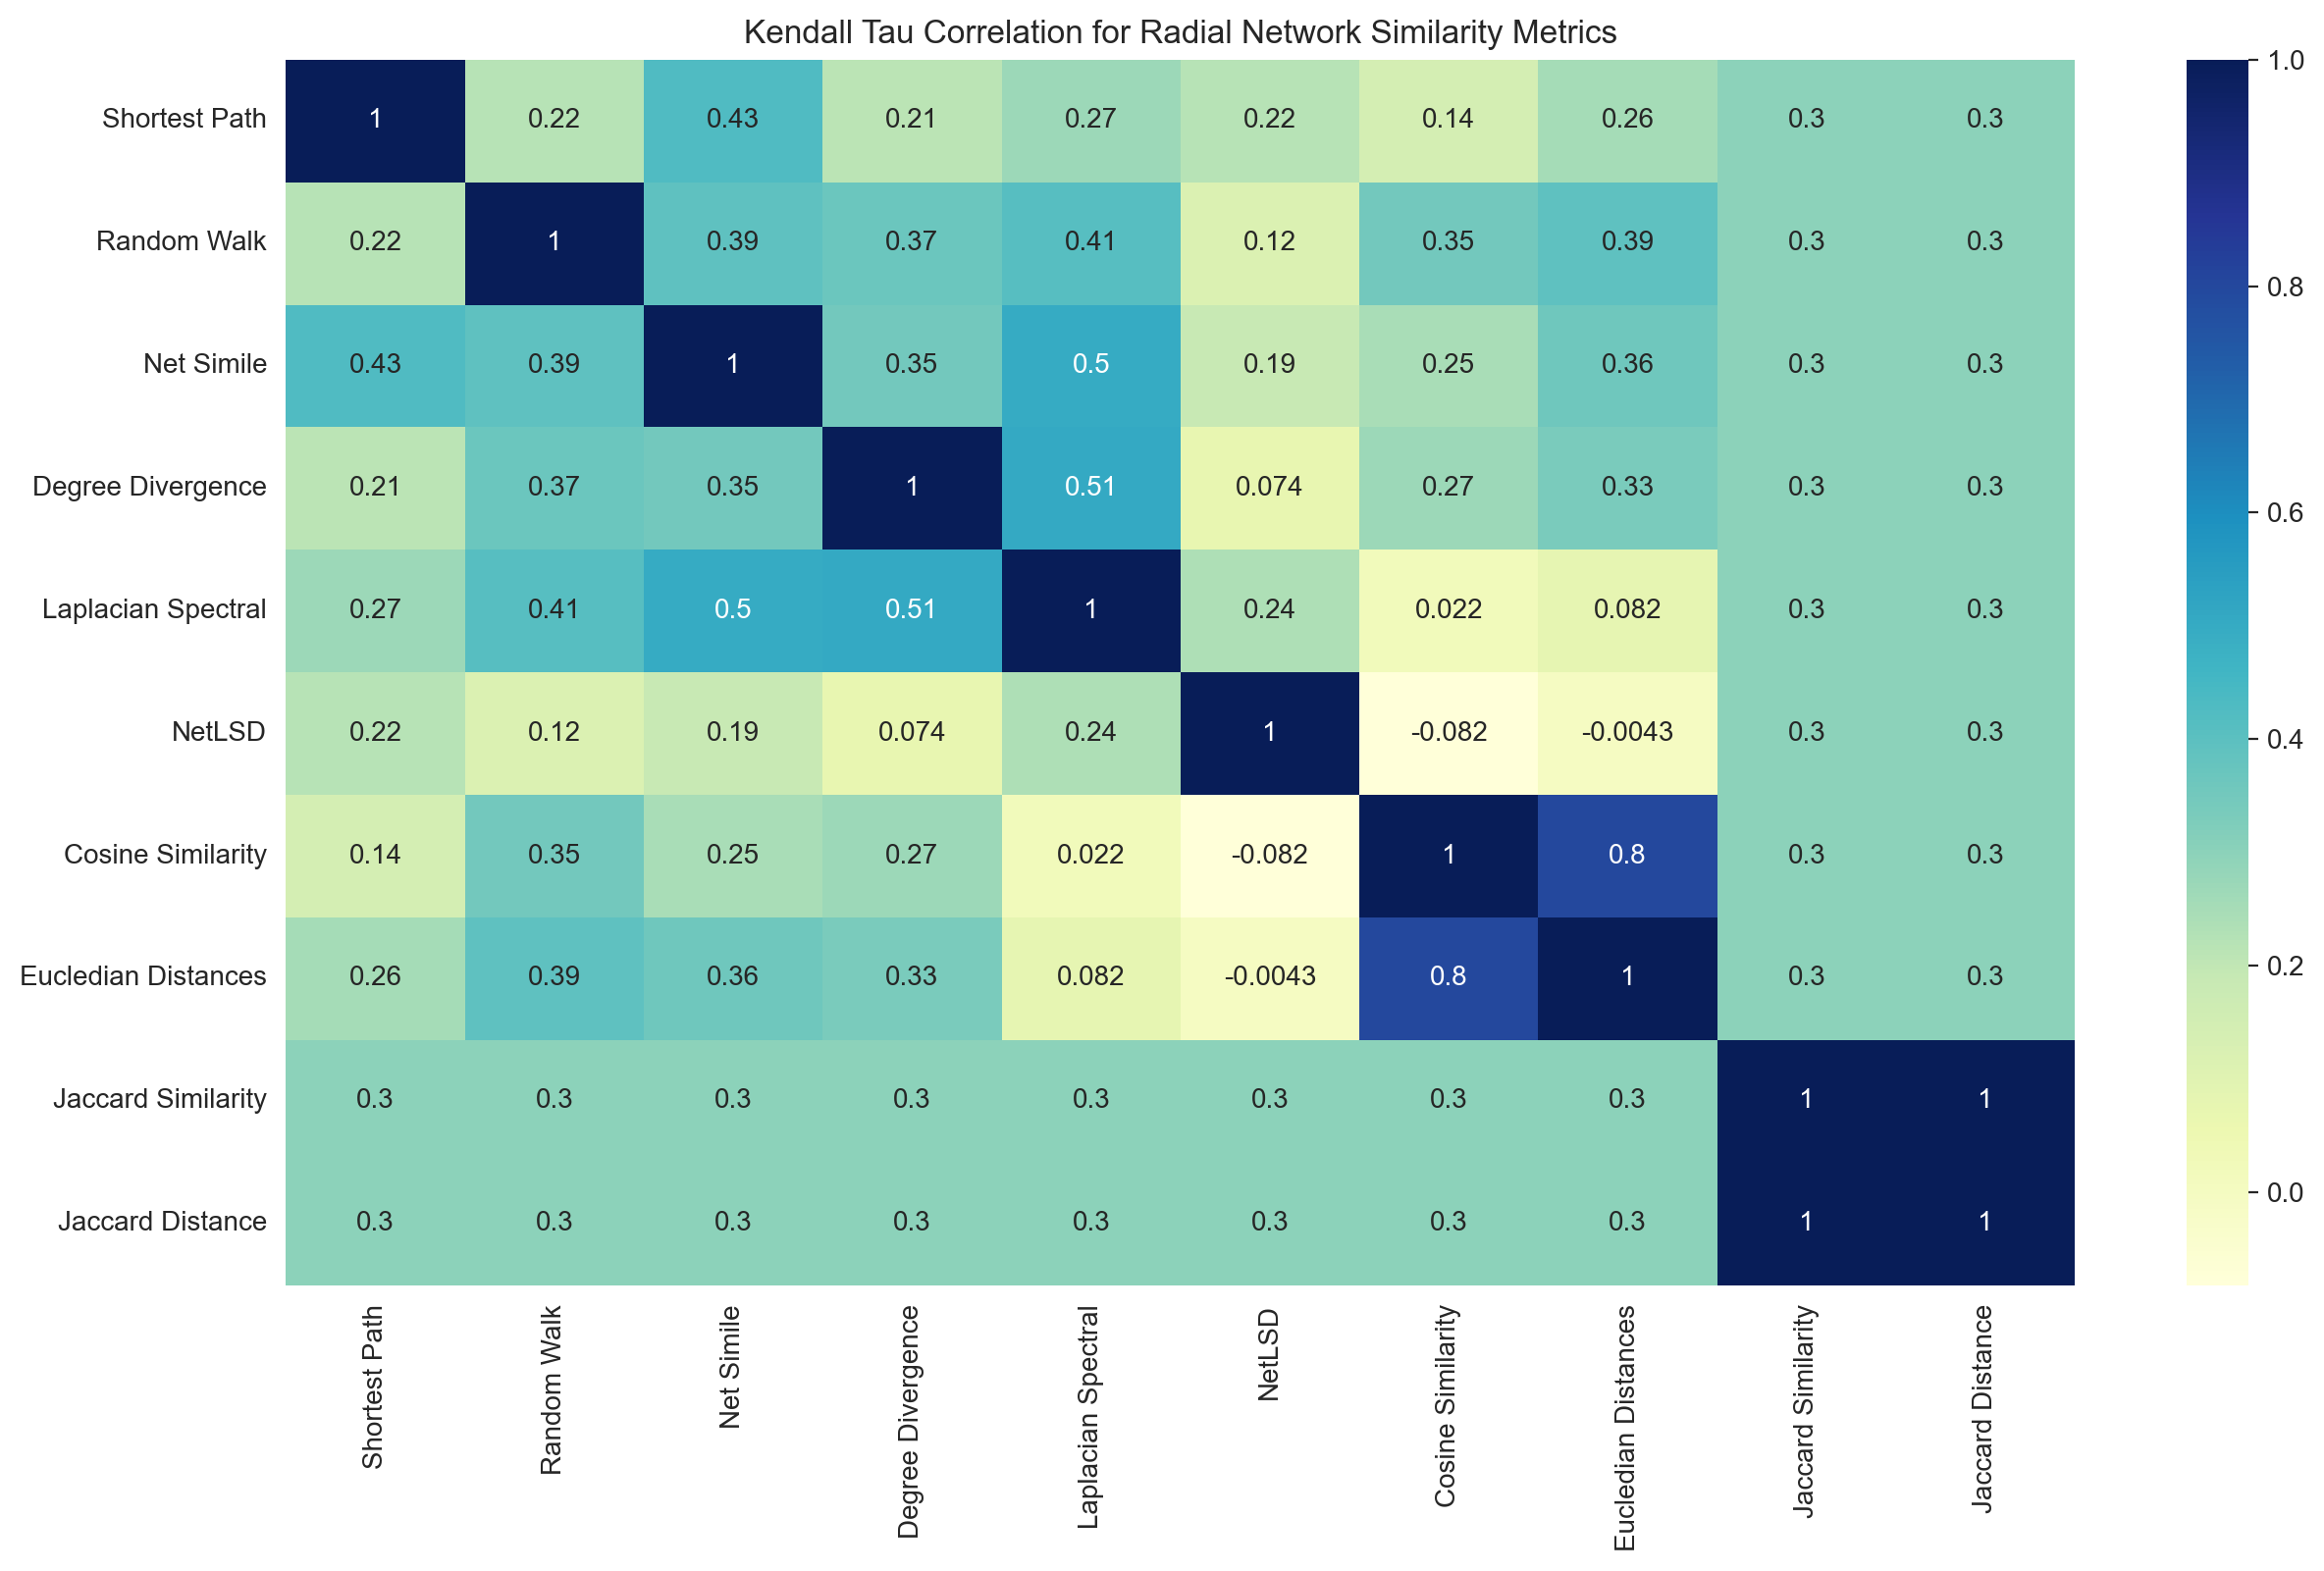 Kendall Tau Correlation for Radial Network Similarity Metrics
Shortest Path 1 0.22 0.43 0.21 0.27 0.22 0.14 0.26 0.3 0.3
Random Walk 0.22 1 0.39 0.37 0.41 0.12 0.35 0.39 0.3 0.3
Net Simile 0.43 0.39 1 0.35 0.5 0.19 0.25 0.36 0.3 0.3
Degree Divergence 0.21 0.37 0.35 1 0.51 0.074 0.27 0.33 0.3 0.3
Laplacian Spectral 0.27 0.41 0.5 0.51 1 0.24 0.022 0.082 0.3 0.3
NetLSD 0.22 0.12 0.19 0.074 0.24 1 -0.082 -0.0043 0.3 0.3
Cosine Similarity 0.14 0.35 0.25 0.27 0.022 -0.082 1 0.8 0.3 0.3
Eucledian Distances 0.26 0.39 0.36 0.33 0.082 -0.0043 0.8 1 0.3 0.3
Jaccard Similarity 0.3 0.3 0.3 0.3 0.3 0.3 0.3 0.3 1 1
Jaccard Distance 0.3 0.3 0.3 0.3 0.3 0.3 0.3 0.3 1 1
Shortest Path
Random Walk
Net Simile
Degree Divergence
Laplacian Spectral
NetLSD
Cosine Similarity
Eucledian Distances
Jaccard Similarity
Jaccard Distance
1.0
0.8
0.6
0.4
0.2
0.0